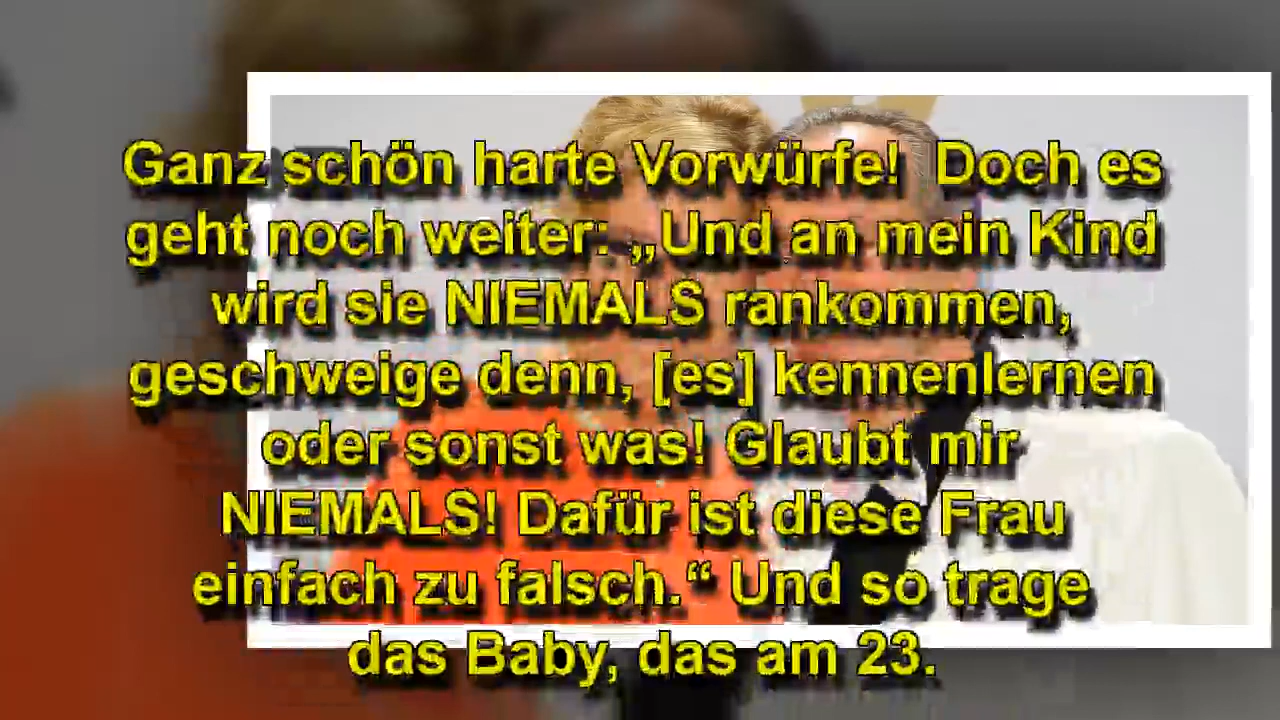 Ganz schön harte Vorwürfe!  Doch es
geht noch weiter: „Und an mein Kind
wird sie NIEMALS rankommen,
geschweige denn, [es] kennenlernen
oder sonst was! Glaubt mir
NIEMALS! Dafür ist diese Frau
einfach zu falsch.“ Und so trage
das Baby, das am 23.